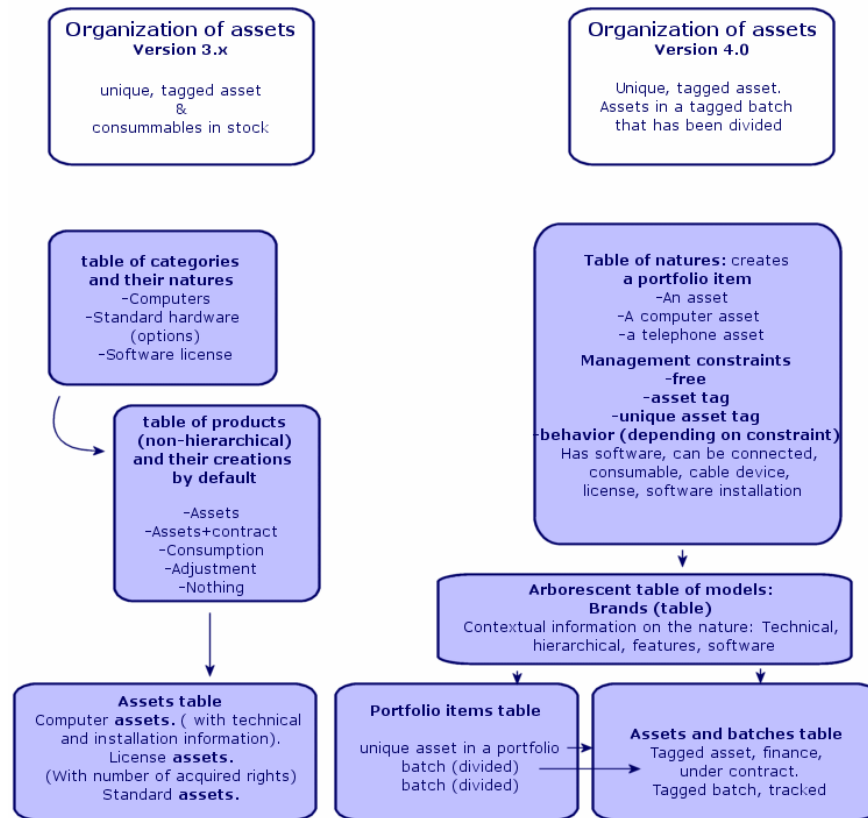 Organization of assets
Version 3.x
unique, tagged asset
&
consummables in stock
Organization of assets
Version 4.0
Unique, tagged asset.
Assets in a tagged batch
that has been divided
table of categories
and their natures
-Computers
-Standard hardware
(options)
-Software license
table of products
(non-hierarchical)
and their creations
by default
-Assets
-Assets+contract
-Consumption
-Adjustment
-Nothing
Assets table
Computer assets. ( with technical
and installation information).
License assets.
(With number of acquired rights)
Standard assets.
Table of natures: creates
a portfolio item
-An asset
-A computer asset
-a telephone asset
Management constraints
-free
-asset tag
-unique asset tag
-behavior (depending on constraint)
Has software, can be connected,
consumable, cable device,
license, software installation
Arborescent table of models:
Brands (table)
Contextual information on the nature: Technical,
hierarchical, features, software
Portfolio items table
unique asset in a portfolio
batch (divided)
batch (divided)
Assets and batches table
Tagged asset, finance,
under contract.
Tagged batch, tracked